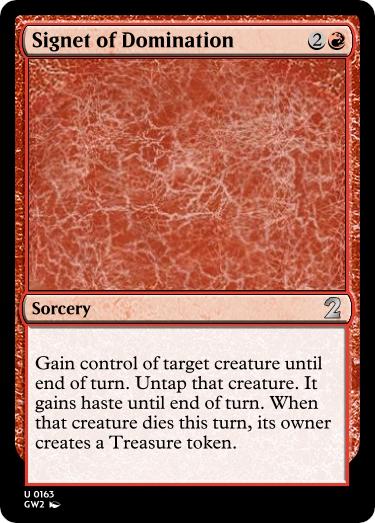 Signet of Domination 2
Sorcery 2
Gain control of target creature until
end of turn. Untap that creature. It
gains haste until end of turn. When
that creature dies this turn, its owner
creates a Treasure token.
U 0163
GW2